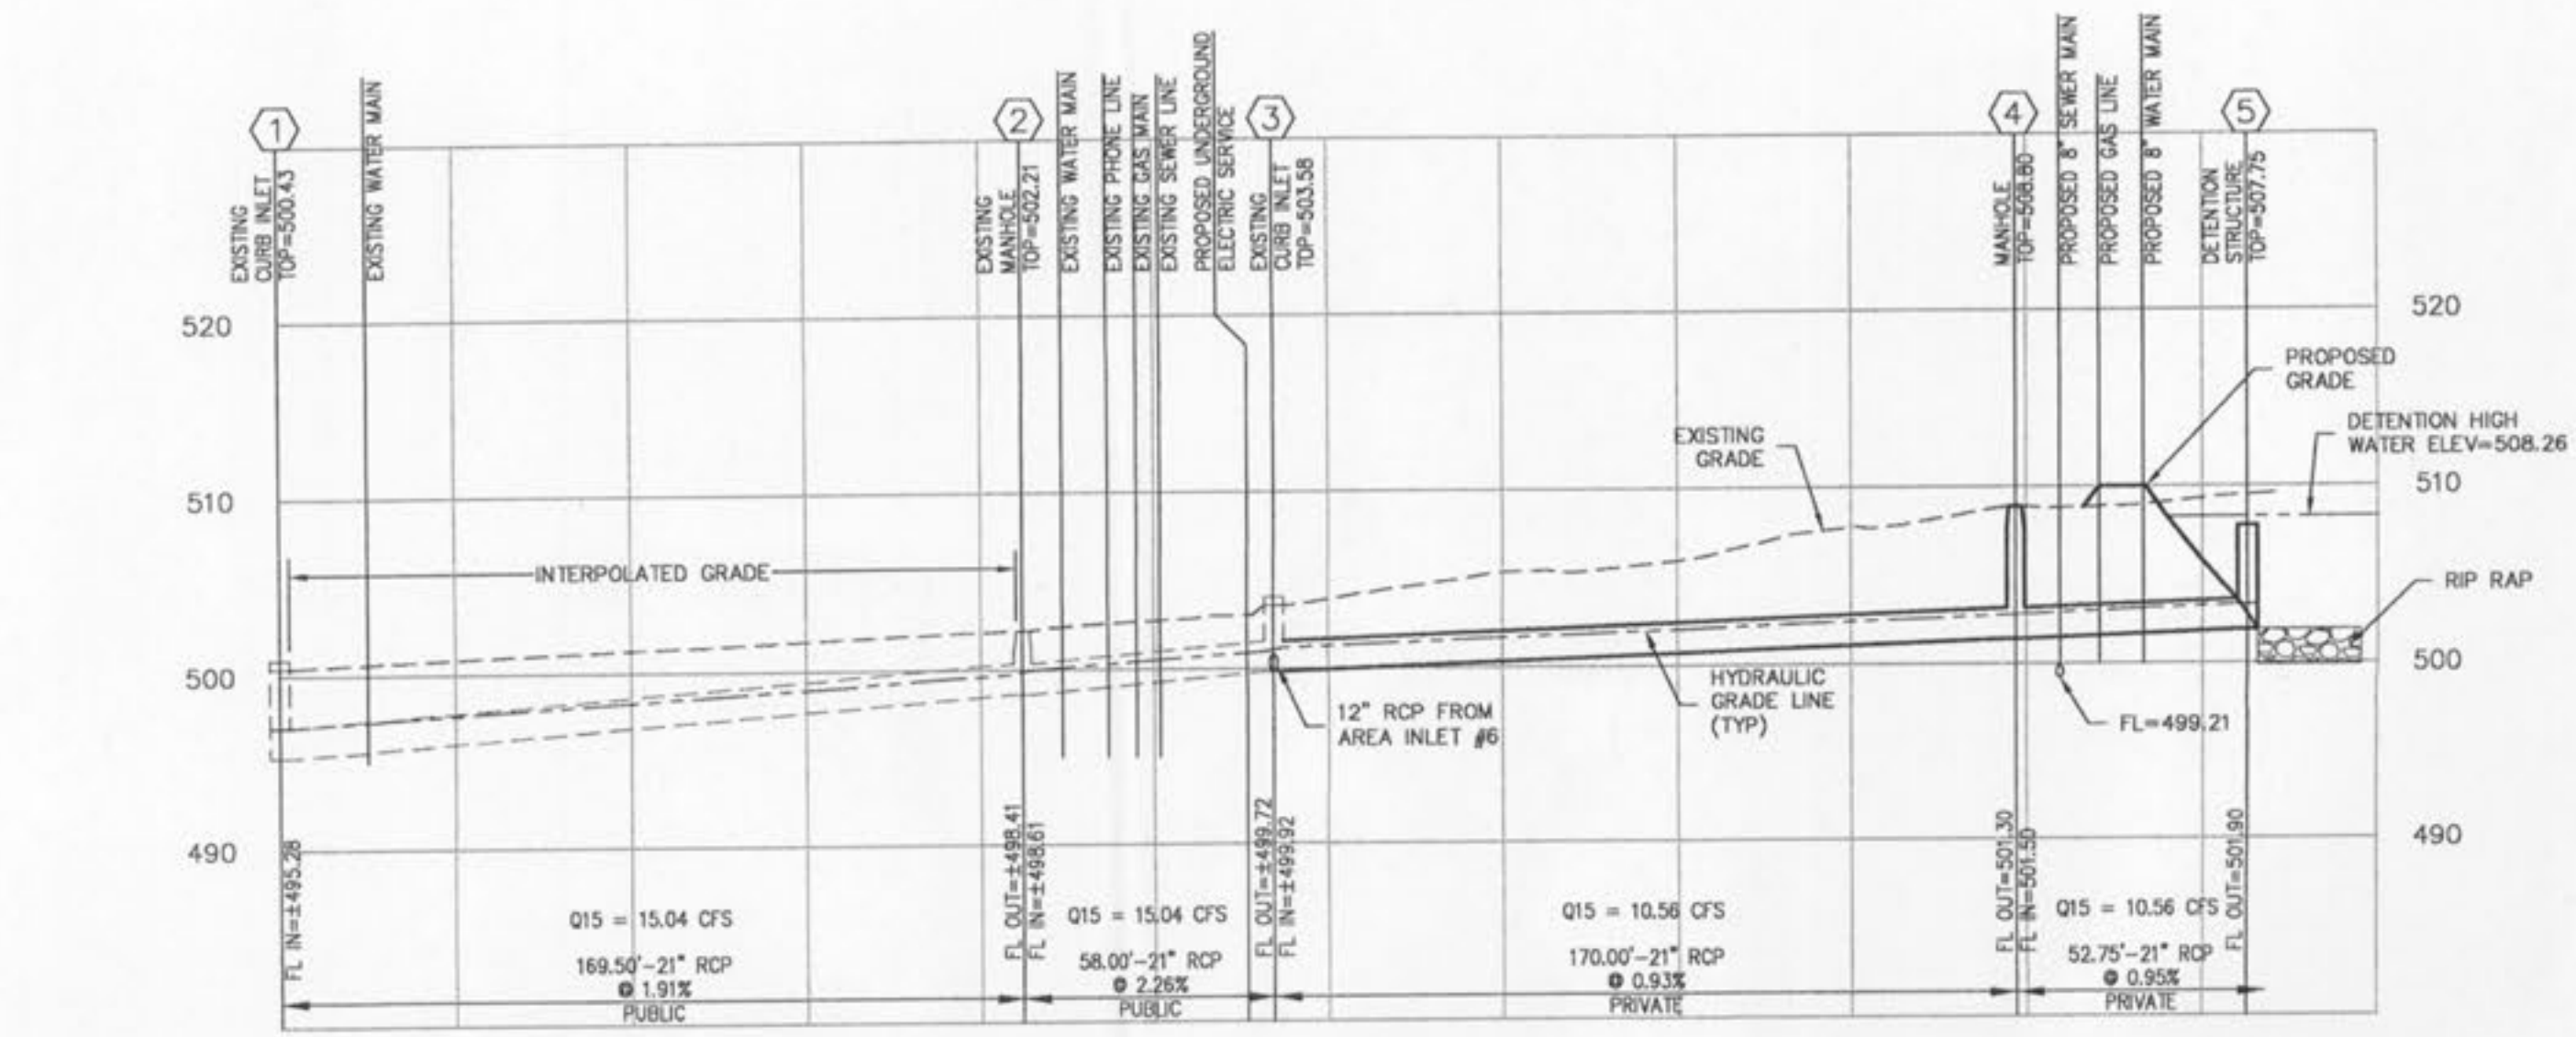 1
EXISTING
CURB INLET
TOP=500.43
EXISTING WATER MAIN
2
EXISTING
MANHOLE
TOP=502.21
EXISTING WATER MAIN
EXISTING PHONE LINE
EXISTING GAS MAIN
EXISTING SEWER LINE
PROPOSED UNDERGROUND
ELECTRIC SERVICE
3
EXISTING
CURB INLET
TOP=503.58
4
MANHOLE
TOP=508.80
PROPOSED 8" SEWER MAIN
PROPOSED GAS LINE
PROPOSED 8" WATER MAIN
5
DETENTION
STRUCTURE
TOP=507.75
520
520
PROPOSED
GRADE
DETENTION HIGH
WATER ELEV=508.26
EXISTING
GRADE
510
510
INTERPOLATED GRADE
RIP RAP
500
500
12" RCP FROM
AREA INLET #6
HYDRAULIC
GRADE LINE
(TYP)
FL=499.21
490
490
FL IN=±495.28
FL OUT=±498.41
FL IN=±498.61
FL OUT=±499.72
FL IN=±499.92
FL OUT=501.30
FL IN=501.50
FL OUT=501.90
Q15 = 15.04 CFS
169.50'-21" RCP
@ 1.91%
PUBLIC
Q15 = 15.04 CFS
58.00'-21" RCP
@ 2.26%
PUBLIC
Q15 = 10.56 CFS
170.00'-21" RCP
@ 0.93%
PRIVATE
Q15 = 10.56 CFS
52.75'-21" RCP
@ 0.95%
PRIVATE